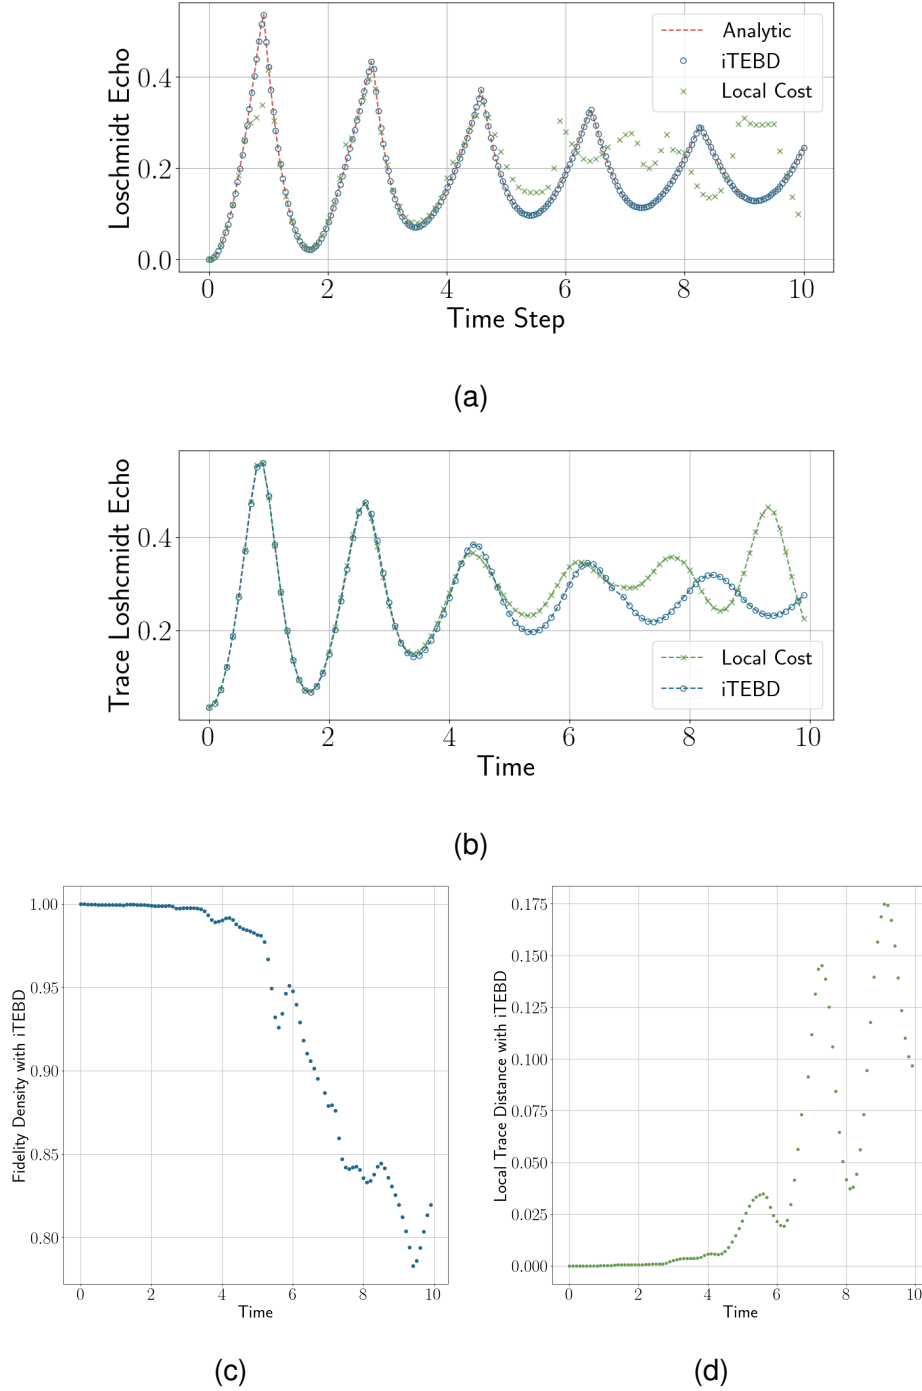 Loschmidt Echo
0.4
0.2
0.0
Analytic
iTEBD
Local Cost
0 2 4 6 8 10
Time Step
(a)
Trace Loshcmidt Echo
0.4
0.2
Local Cost
iTEBD
0 2 4 6 8 10
Time
(b)
Fidelity Density with iTEBD
1.00
0.95
0.90
0.85
0.80
0 2 4 6 8 10
Time
(c)
Local Trace Distance with iTEBD
0.175
0.150
0.125
0.100
0.075
0.050
0.025
0.000
0 2 4 6 8 10
Time
(d)